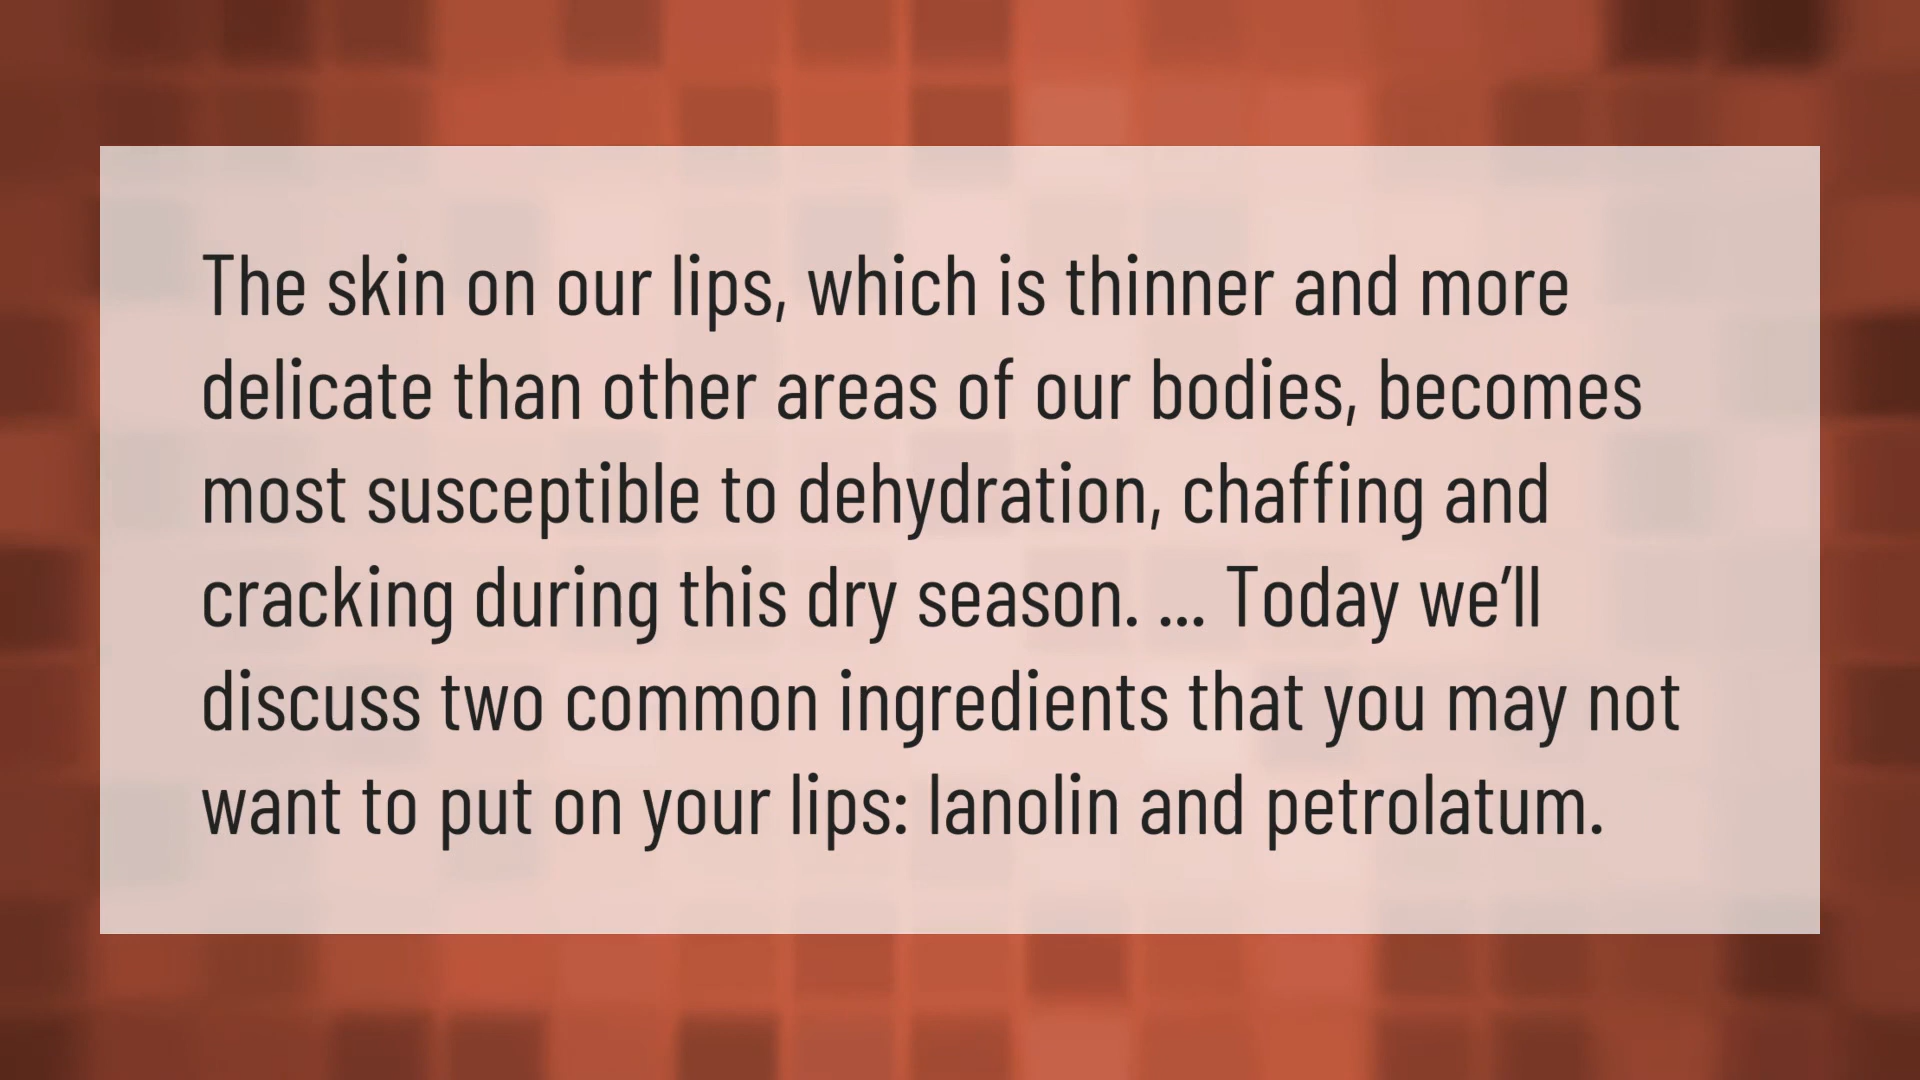 The skin on our lips, which is thinner and more
delicate than other areas of our bodies, becomes
most susceptible to dehydration, chaffing and
cracking during this dry season. ... Today we’ll
discuss two common ingredients that you may not
want to put on your lips: lanolin and petrolatum.